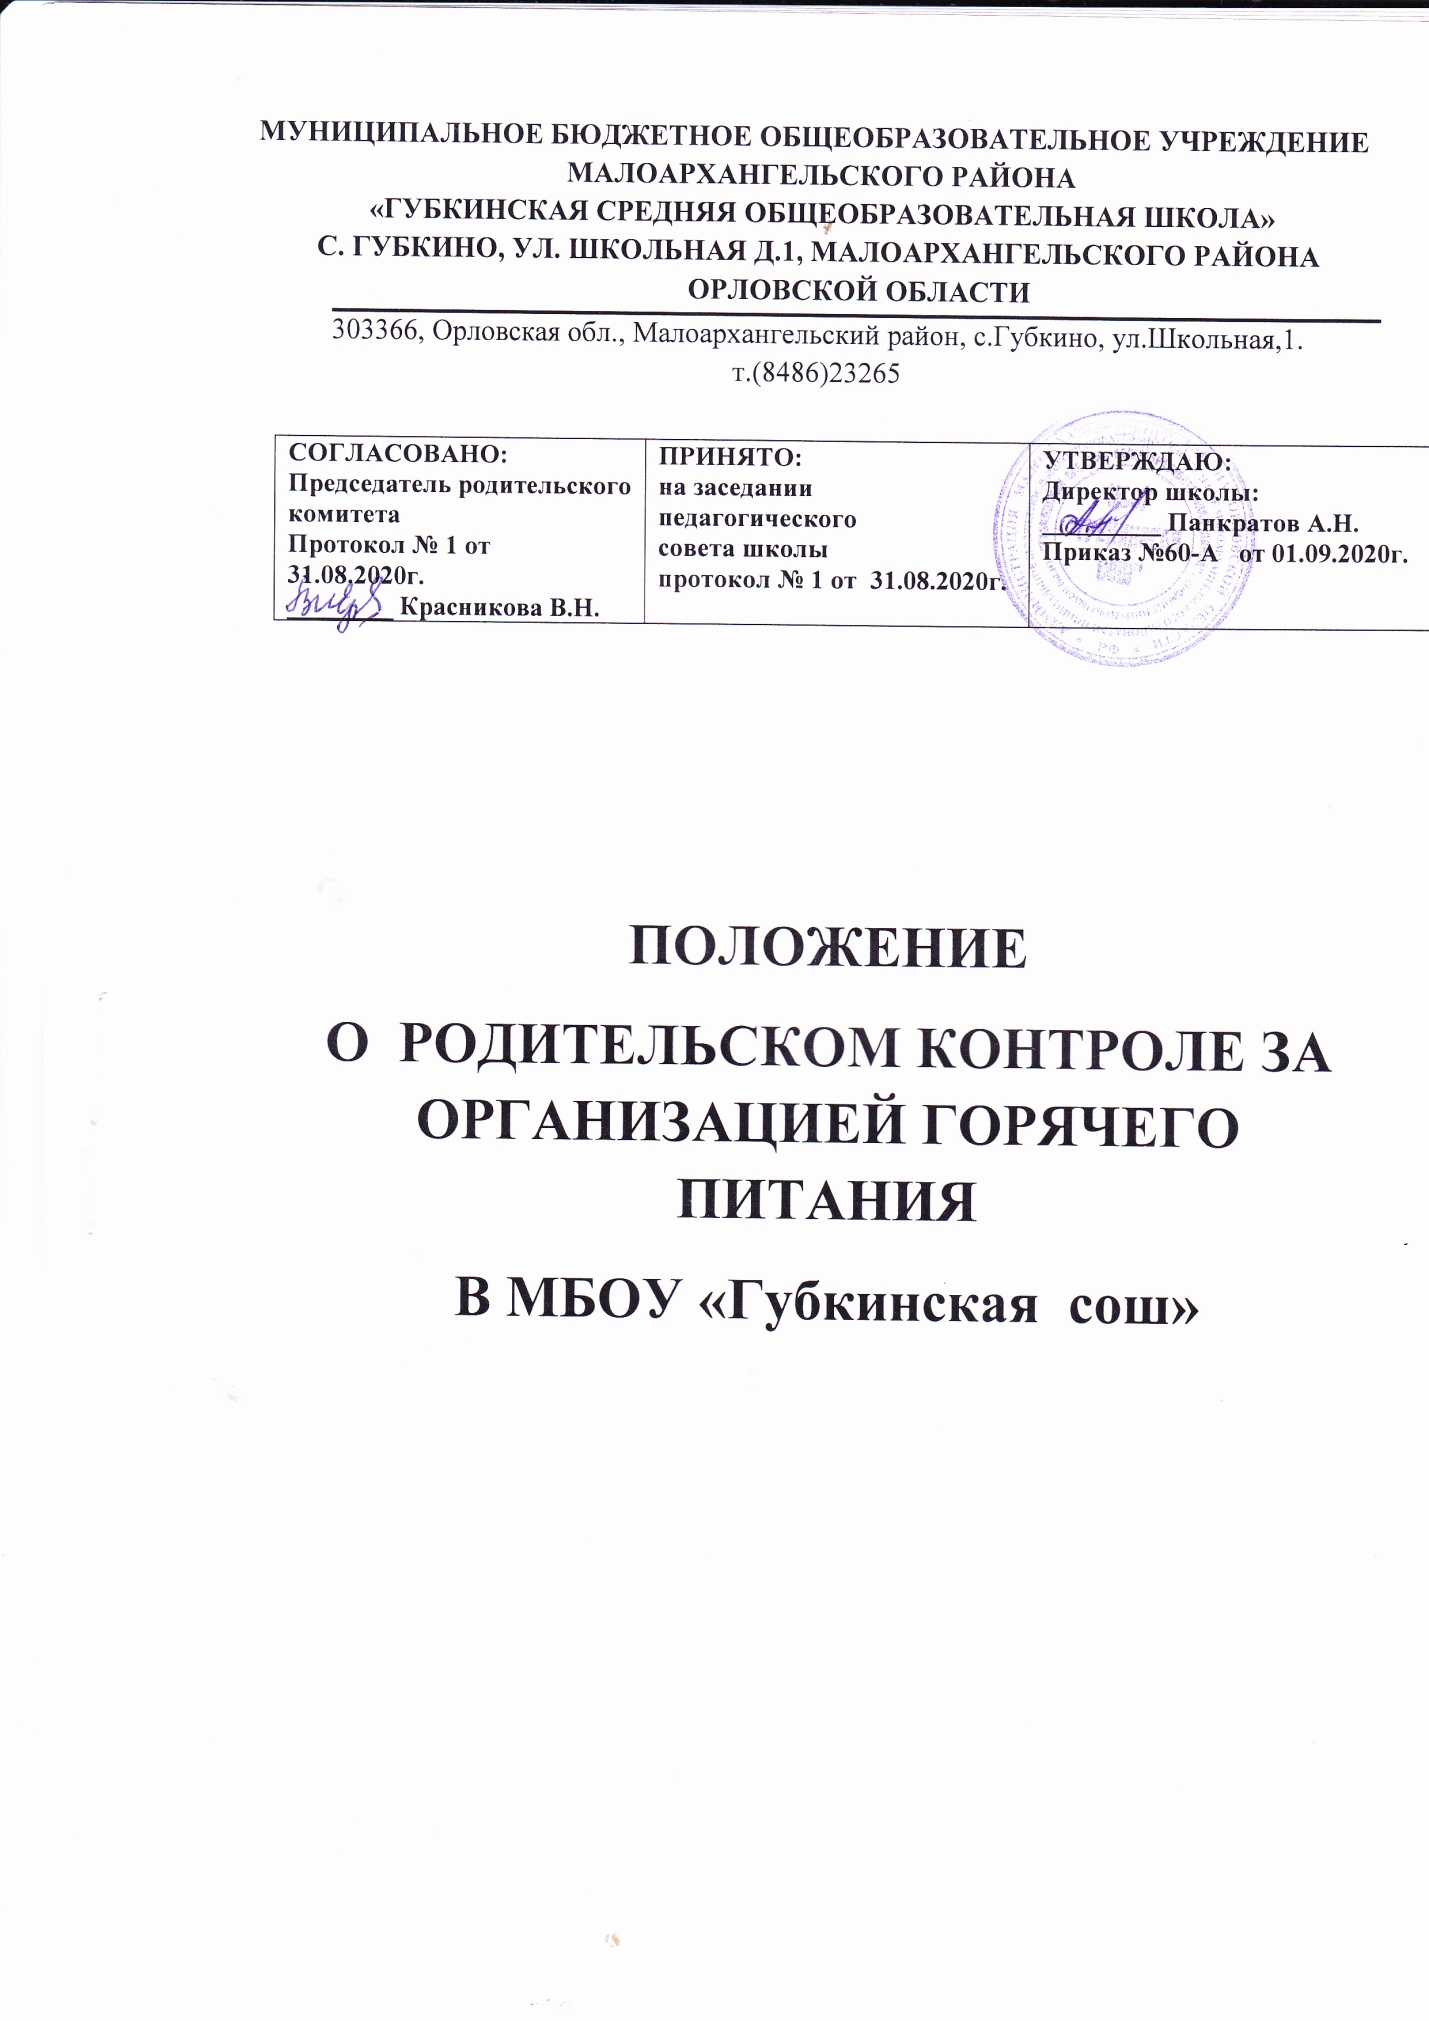 МУНИЦИПАЛЬНОЕ БЮДЖЕТНОЕ ОБЩЕОБРАЗОВАТЕЛЬНОЕ УЧРЕЖДЕНИЕ
МАЛОАРХАНГЕЛЬСКОГО РАЙОНА
«ГУБКИНСКАЯ СРЕДНЯЯ ОБЩЕОБРАЗОВАТЕЛЬНАЯ ШКОЛА»
С. ГУБКИНО, УЛ. ШКОЛЬНАЯ Д.1, МАЛОАРХАНГЕЛЬСКОГО РАЙОНА
ОРЛОВСКОЙ ОБЛАСТИ
303366, Орловская обл., Малоархангельский район, с.Губкино, ул.Школьная,1.
т.(8486)23265
СОГЛАСОВАНО:
Председатель родительского
комитета
Протокол № 1 от
31.08.2020г.
________ Красникова В.Н.
ПРИНЯТО:
на заседании
педагогического
совета школы
протокол № 1 от 31.08.2020г.
УТВЕРЖДАЮ:
Директор школы:
_________ Панкратов А.Н.
Приказ №60-А от 01.09.2020г.
ПОЛОЖЕНИЕ
О РОДИТЕЛЬСКОМ КОНТРОЛЕ ЗА
ОРГАНИЗАЦИЕЙ ГОРЯЧЕГО
ПИТАНИЯ
В МБОУ «Губкинская сош»